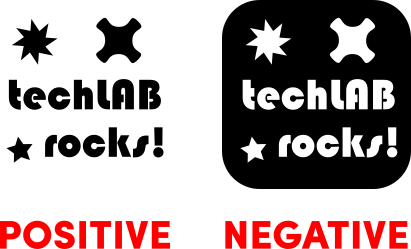 techLAB
rocks!
POSITIVE
techLAB
rocks!
NEGATIVE